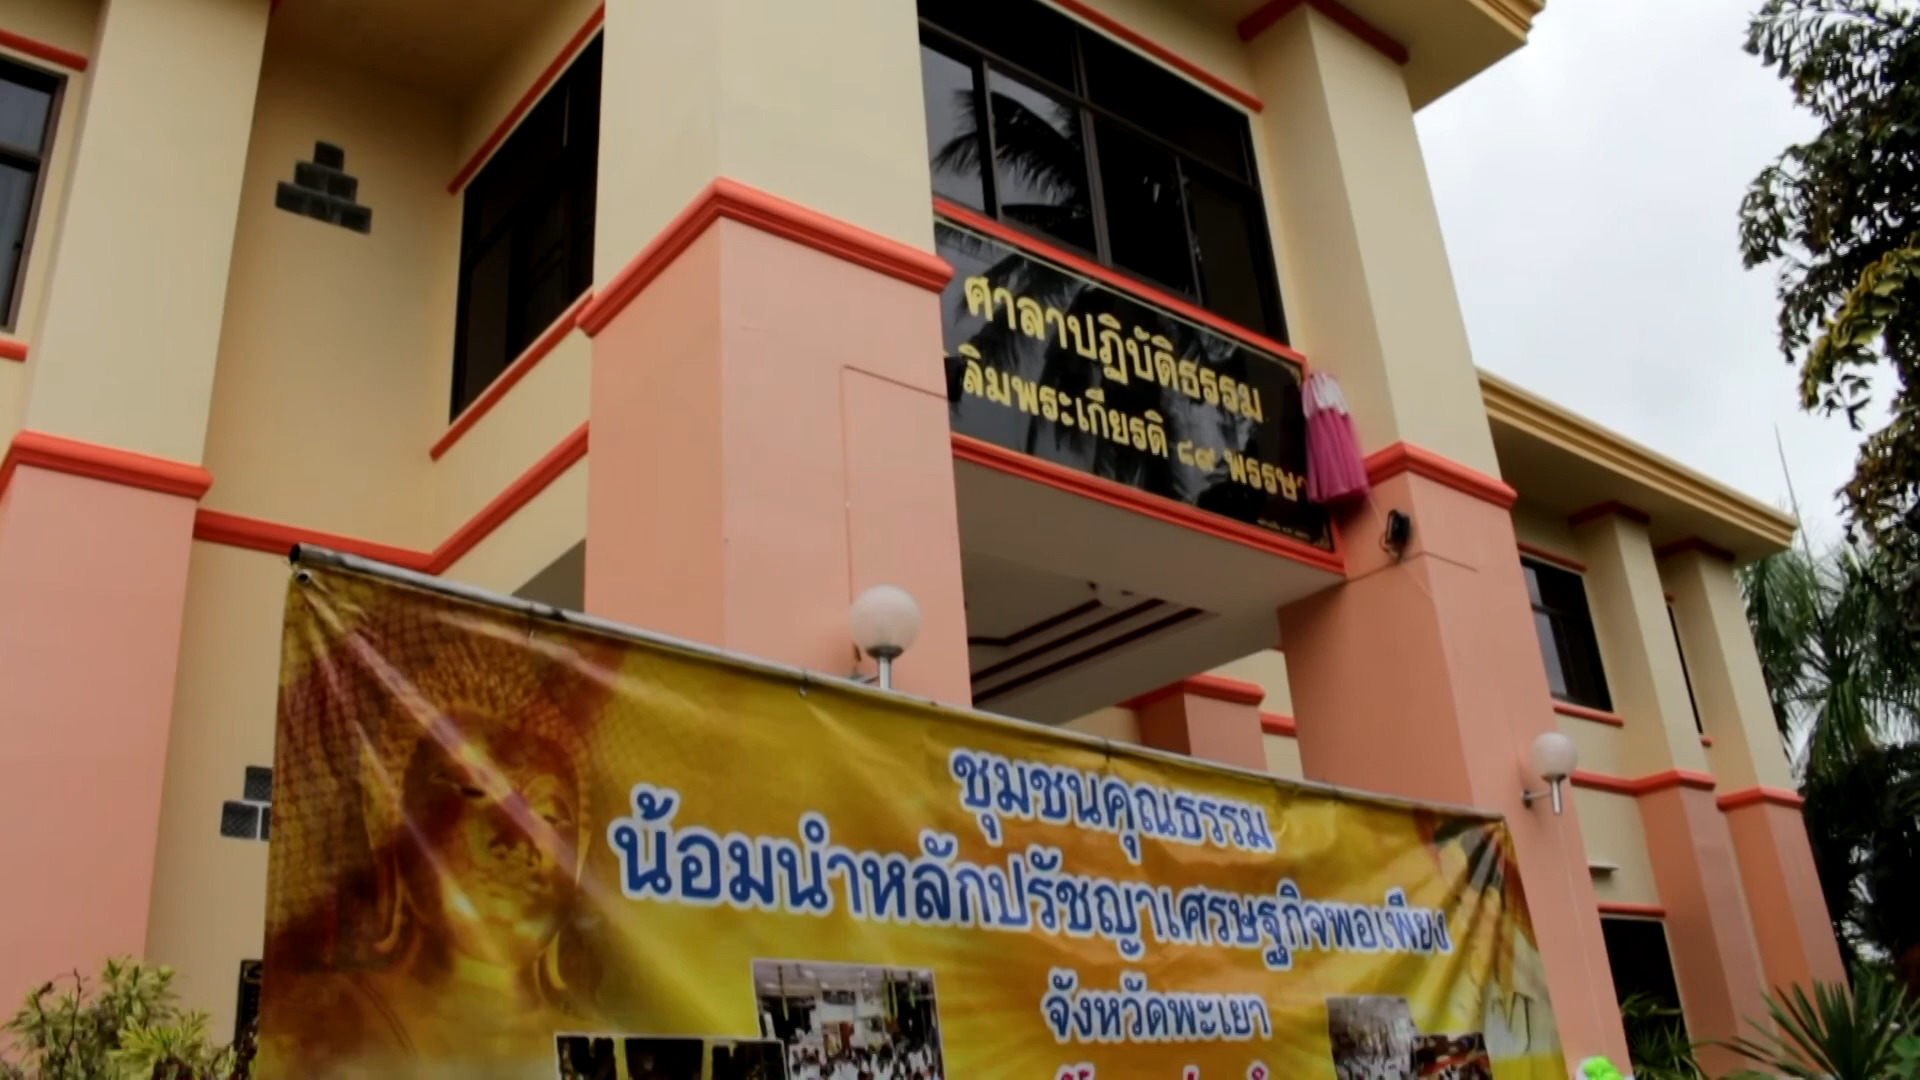 ศาลาปฏิบัติธรรม
ลิมพระเกียรติ ๘๙ พรรษา
ชุมชนคุณธรรม
น้อมนำหลักปรัชญาเศรษฐกิจพอเพียง
จังหวัดพะเยา